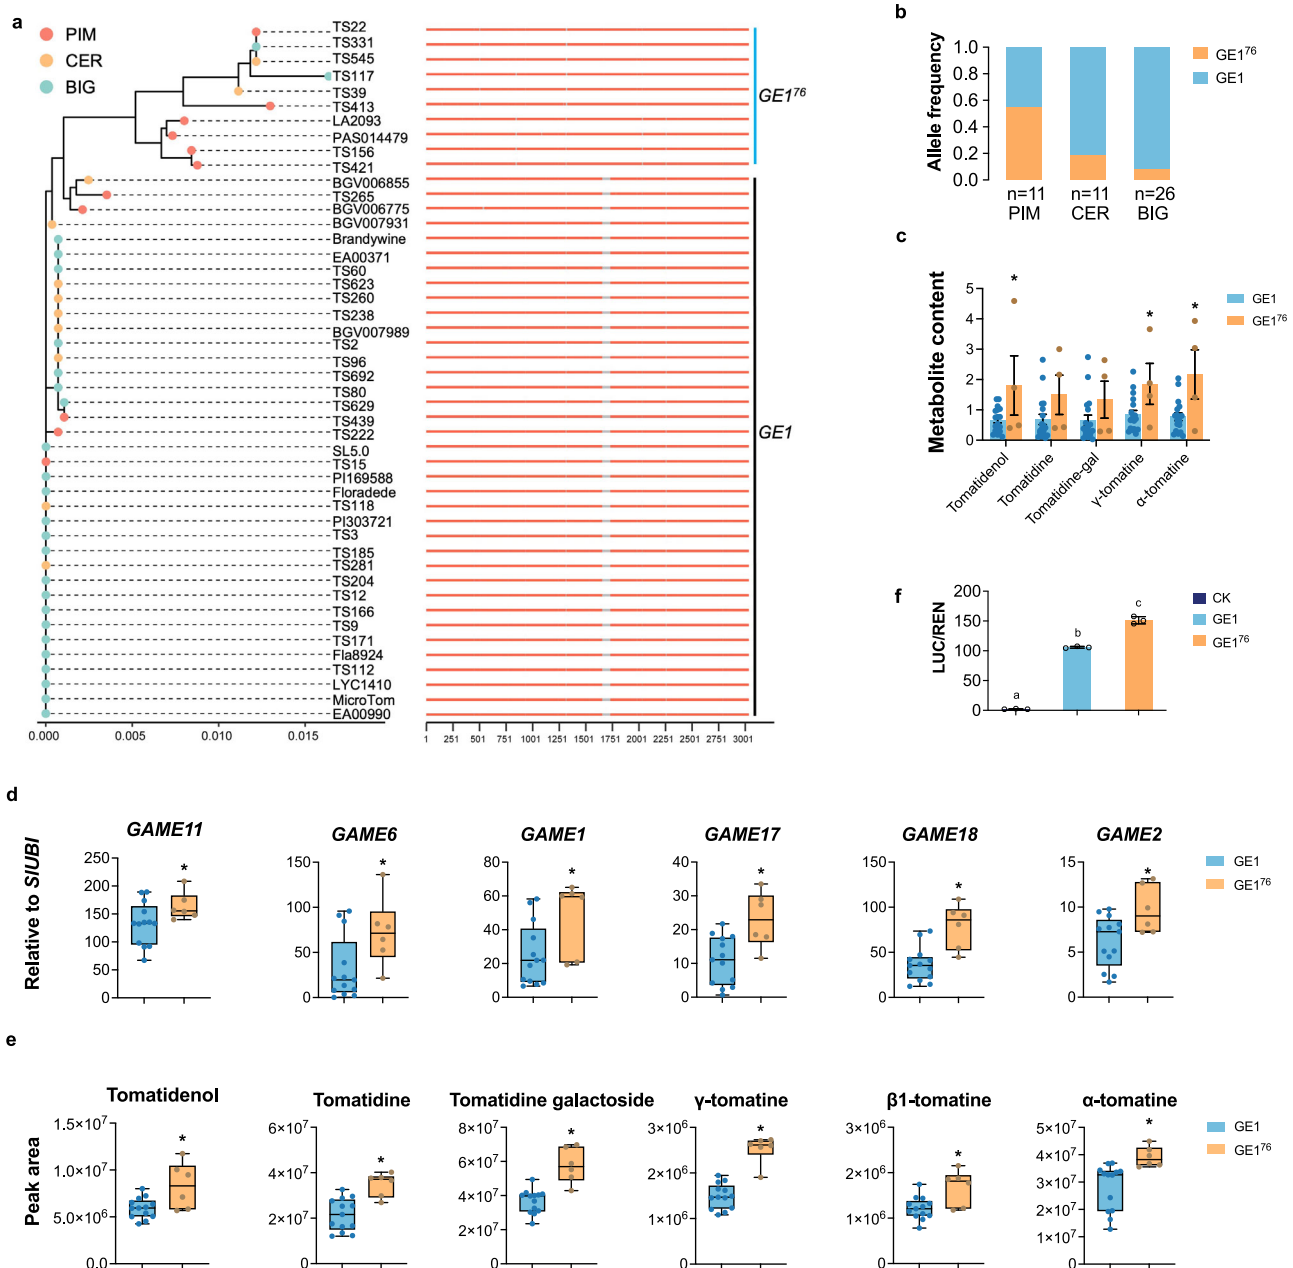 a
PIM
CER
BIG
TS22
TS331
TS545
TS117
TS39
TS413
LA2093
PAS014479
TS156
TS421
BGV006855
TS265
BGV006775
BGV007931
Brandywine
EA00371
TS60
TS623
TS260
TS238
BGV007989
TS2
TS96
TS692
TS80
TS629
TS439
TS222
SL5.0
TS15
PI169588
Floradede
TS118
PI303721
TS3
TS185
TS281
TS204
TS12
TS166
TS9
TS171
Fla8924
TS112
LYC1410
MicroTom
EA00990
0.000 0.005 0.010 0.015
GE1⁷⁶
GE1
1 251 501 751 1001 1251 1501 1751 2001 2251 2501 2751 3001
b
Allele frequency
1.0
0.8
0.6
0.4
0.2
0.0
n=11 n=11 n=26
PIM CER BIG
GE1⁷⁶
GE1
c
Metabolite content
5
4
3
2
1
0
* * *
Tomatidenol
Tomatidine
Tomatidine-gal
γ-tomatine
α-tomatine
GE1
GE1⁷⁶
f
LUC/REN
200
150
100
50
0
a b c
CK
GE1
GE1⁷⁶
d
Relative to SlUBI
GAME11
250
200
150
100
50
0
*
GAME6
150
100
50
0
*
GAME1
80
60
40
20
0
*
GAME17
40
30
20
10
0
*
GAME18
150
100
50
0
*
GAME2
15
10
5
0
*
GE1
GE1⁷⁶
e
Peak area
Tomatidenol
1.5×10⁷
1.0×10⁷
5.0×10⁶
0.0
*
Tomatidine
6×10⁷
4×10⁷
2×10⁷
0
*
Tomatidine galactoside
8×10⁷
6×10⁷
4×10⁷
2×10⁷
0
*
γ-tomatine
3×10⁶
2×10⁶
1×10⁶
0
*
β1-tomatine
3×10⁶
2×10⁶
1×10⁶
0
*
α-tomatine
5×10⁷
4×10⁷
3×10⁷
2×10⁷
1×10⁷
0
*
GE1
GE1⁷⁶